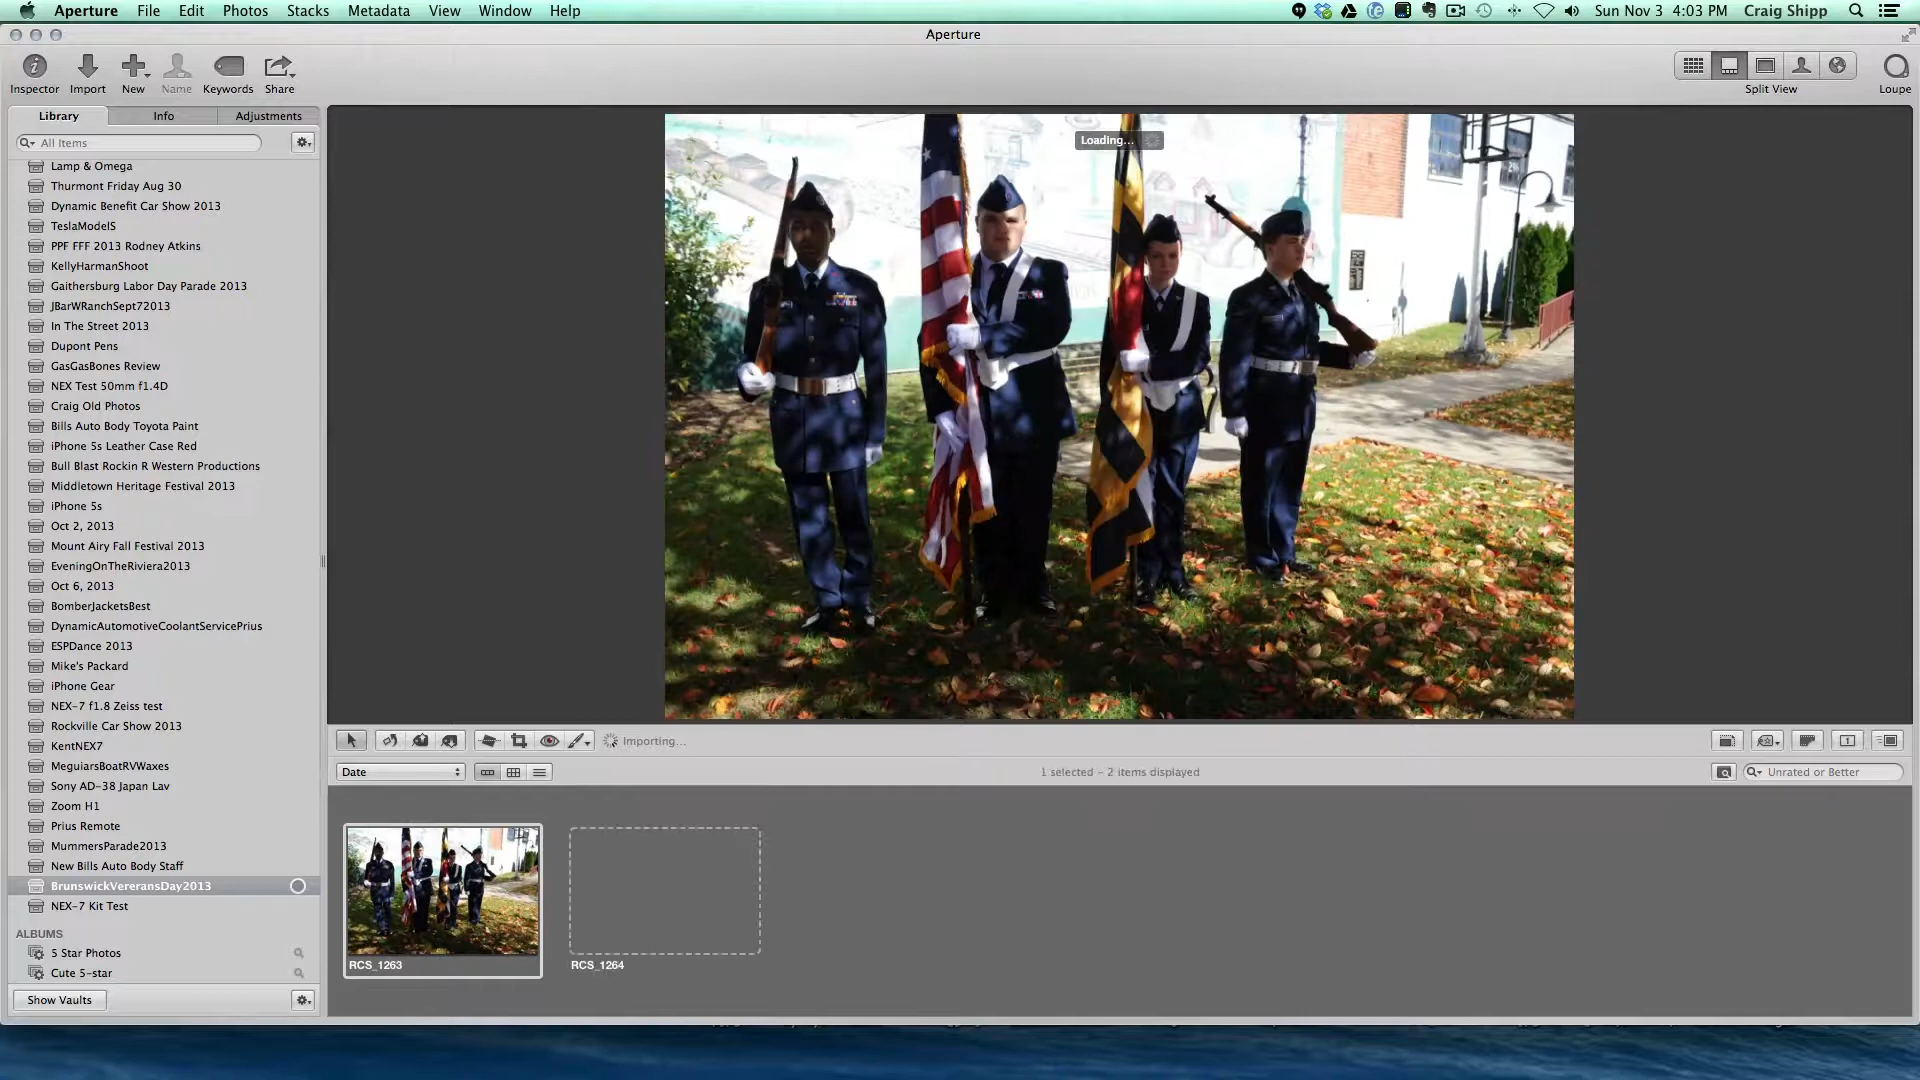 Aperture File Edit Photos Stacks Metadata View Window Help
Sun Nov 3 4:03 PM Craig Shipp
Aperture
Inspector Import New Name Keywords Share
Split View Loupe
Library Info Adjustments
All Items
Lamp & Omega
Thurmont Friday Aug 30
Dynamic Benefit Car Show 2013
TeslaModelS
PPF FFF 2013 Rodney Atkins
KellyHarmanShoot
Gaithersburg Labor Day Parade 2013
JBarWRanchSept72013
In The Street 2013
Dupont Pens
GasGasBones Review
NEX Test 50mm f1.4D
Craig Old Photos
Bills Auto Body Toyota Paint
iPhone 5s Leather Case Red
Bull Blast Rockin R Western Productions
Middletown Heritage Festival 2013
iPhone 5s
Oct 2, 2013
Mount Airy Fall Festival 2013
EveningOnTheRiviera2013
Oct 6, 2013
BomberJacketsBest
DynamicAutomotiveCoolantServicePrius
ESPDance 2013
Mike's Packard
iPhone Gear
NEX-7 f1.8 Zeiss test
Rockville Car Show 2013
KentNEX7
MeguiarsBoatRVWaxes
Sony AD-38 Japan Lav
Zoom H1
Prius Remote
MummersParade2013
New Bills Auto Body Staff
BrunswickVereransDay2013
NEX-7 Kit Test
ALBUMS
5 Star Photos
Cute 5-star
Show Vaults
Loading...
Importing...
Date
1 selected - 2 items displayed
Unrated or Better
RCS_1263
RCS_1264